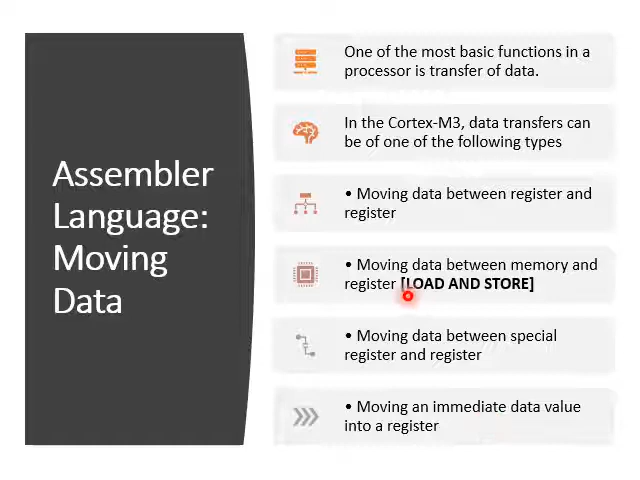 Assembler
Language:
Moving
Data
One of the most basic functions in a
processor is transfer of data.
In the Cortex-M3, data transfers can
be of one of the following types
• Moving data between register and
register
• Moving data between memory and
register [LOAD AND STORE]
• Moving data between special
register and register
• Moving an immediate data value
into a register